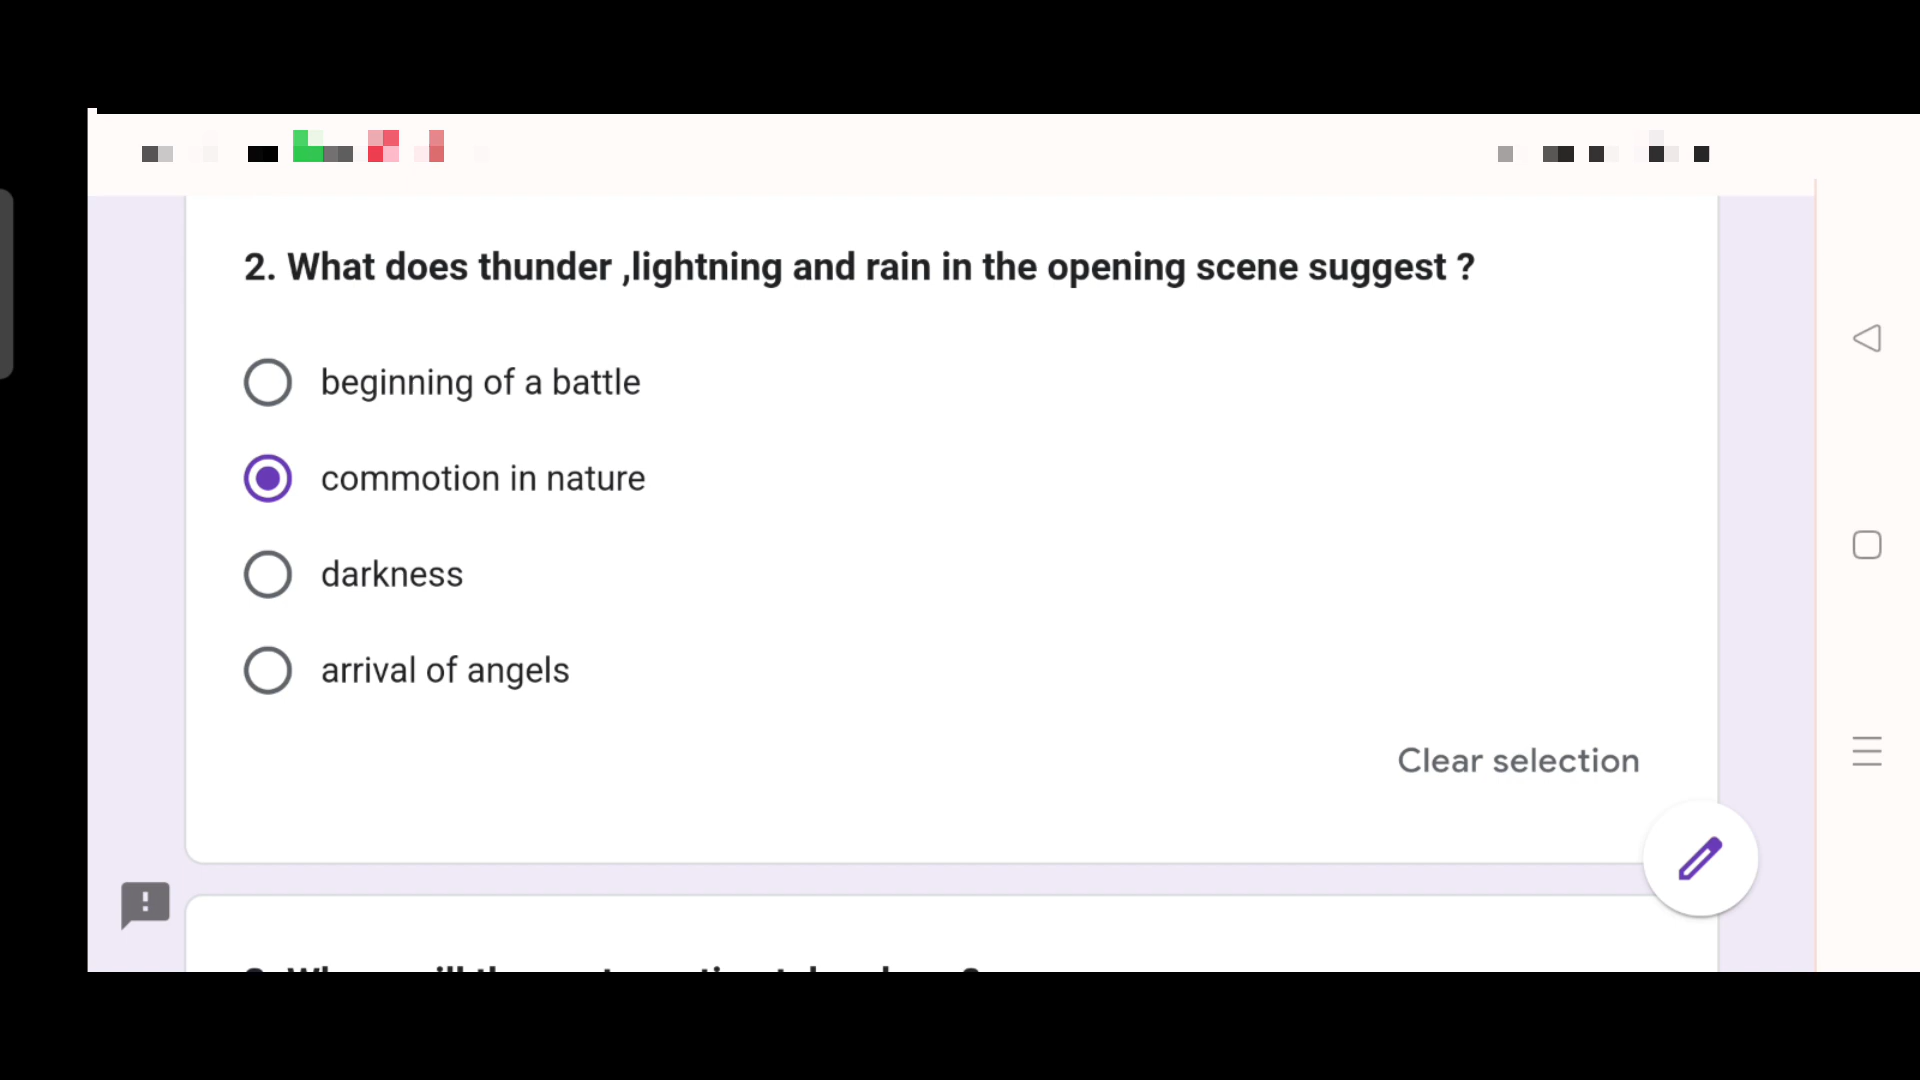 2. What does thunder ,lightning and rain in the opening scene suggest ?
beginning of a battle
commotion in nature
darkness
arrival of angels
Clear selection